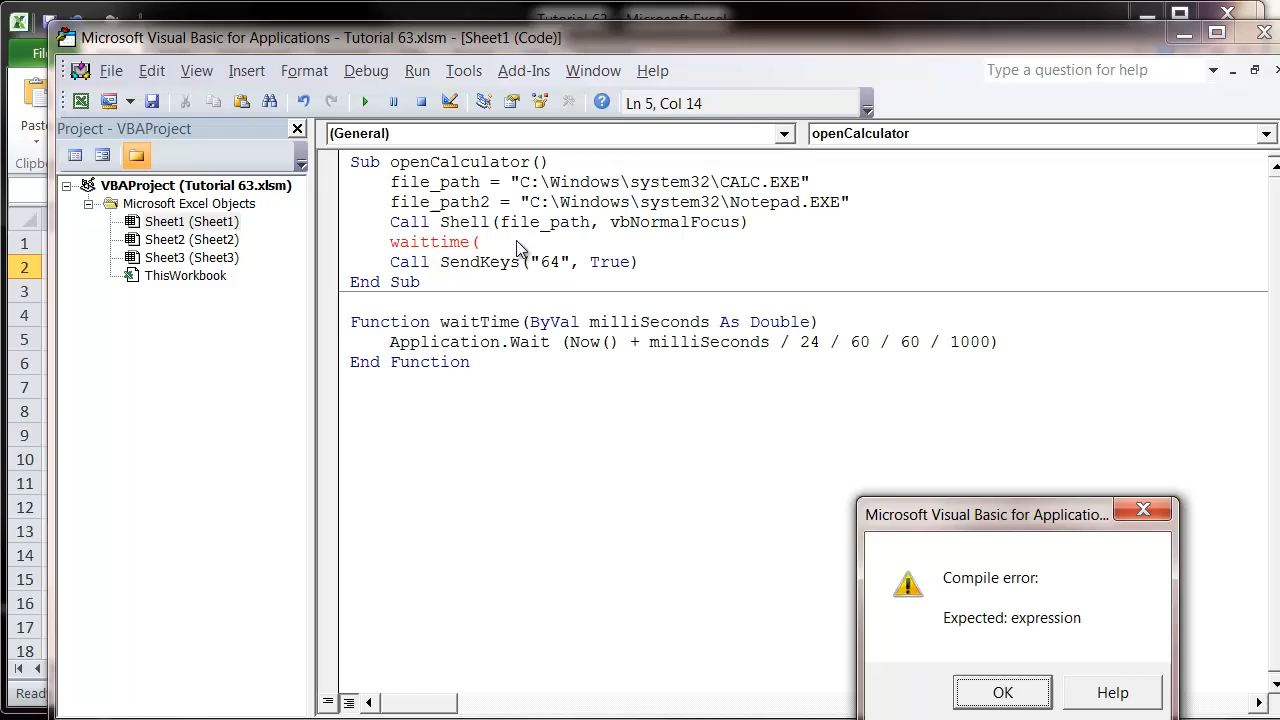 Tutorial 63 - Microsoft Excel
Microsoft Visual Basic for Applications - Tutorial 63.xlsm - [Sheet1 (Code)]
File Edit View Insert Format Debug Run Tools Add-Ins Window Help
Type a question for help
Ln 5, Col 14
Project - VBAProject
(General)
openCalculator
VBAProject (Tutorial 63.xlsm)
Microsoft Excel Objects
Sheet1 (Sheet1)
Sheet2 (Sheet2)
Sheet3 (Sheet3)
ThisWorkbook
Sub openCalculator()
file_path = "C:\Windows\system32\CALC.EXE"
file_path2 = "C:\Windows\system32\Notepad.EXE"
Call Shell(file_path, vbNormalFocus)
waittime(
Call SendKeys("64", True)
End Sub
Function waitTime(ByVal milliSeconds As Double)
Application.Wait (Now() + milliSeconds / 24 / 60 / 60 / 1000)
End Function
Paste
1
2
3
4
5
6
7
8
9
10
11
12
13
14
15
16
17
18
Microsoft Visual Basic for Applicatio...
Compile error:
Expected: expression
OK
Help